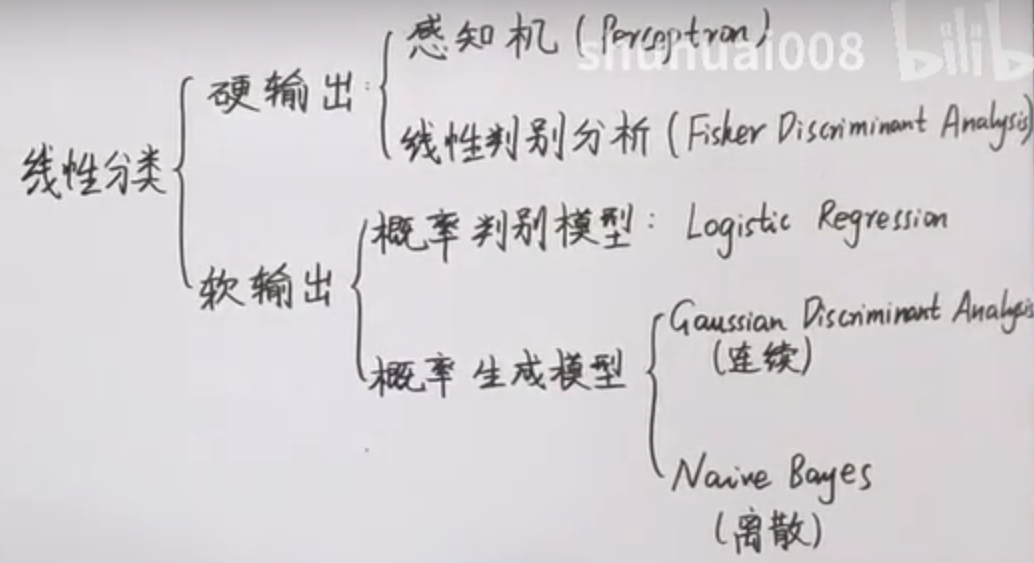 感知机 (Perceptron)
shuhuai008
bilib
硬输出:
线性判别分析 (Fisher Discriminant Analysis)
线性分类
概率判别模型: Logistic Regression
软输出
Gaussian Discriminant Analysis
(连续)
概率生成模型
Naive Bayes
(离散)